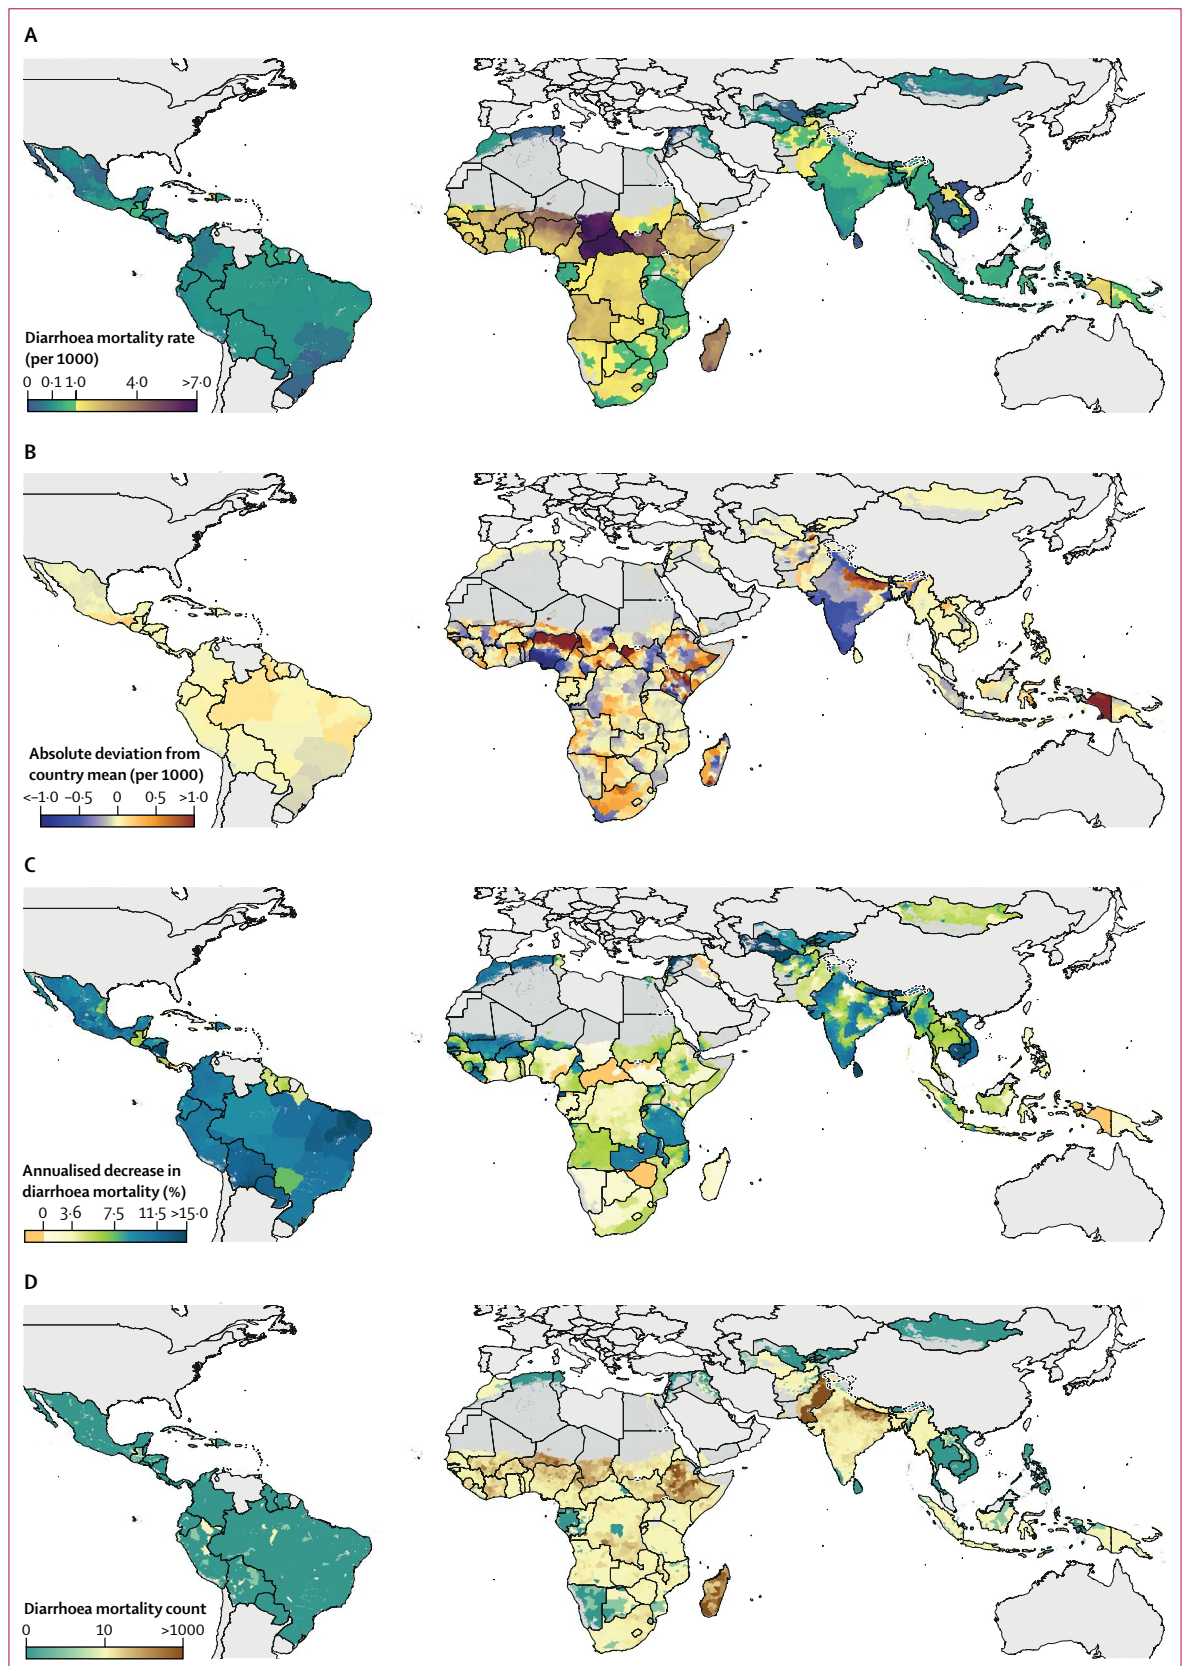 A
Diarrhoea mortality rate
(per 1000)
0 0·1 1·0 4·0 >7·0
B
Absolute deviation from
country mean (per 1000)
<–1·0 –0·5 0 0·5 >1·0
C
Annualised decrease in
diarrhoea mortality (%)
0 3·6 7·5 11·5 >15·0
D
Diarrhoea mortality count
0 10 >1000